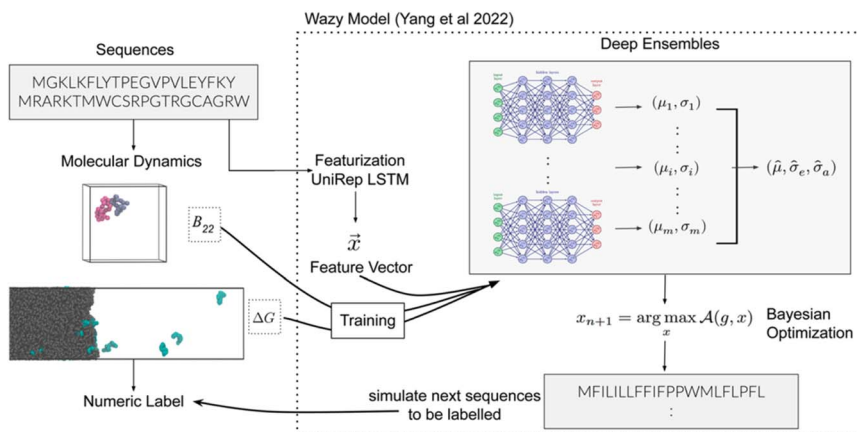 Wazy Model (Yang et al 2022)
Sequences
MGKLKFLYTPEGVPVLEYFKY
MRARKTMWCSRPGTRGCAGRW
Molecular Dynamics
B₂₂
ΔG
Numeric Label
Featurization
UniRep LSTM
x⃗
Feature Vector
Training
Deep Ensembles
(μ₁, σ₁)
⋮
(μᵢ, σᵢ)
⋮
(μₘ, σₘ)
(μ̂, σ̂ₑ, σ̂ₐ)
xₙ₊₁ = arg max 𝒜(g, x)
x
Bayesian
Optimization
simulate next sequences
to be labelled
MFILILLFFIFPPWMLFLPFL
⋮